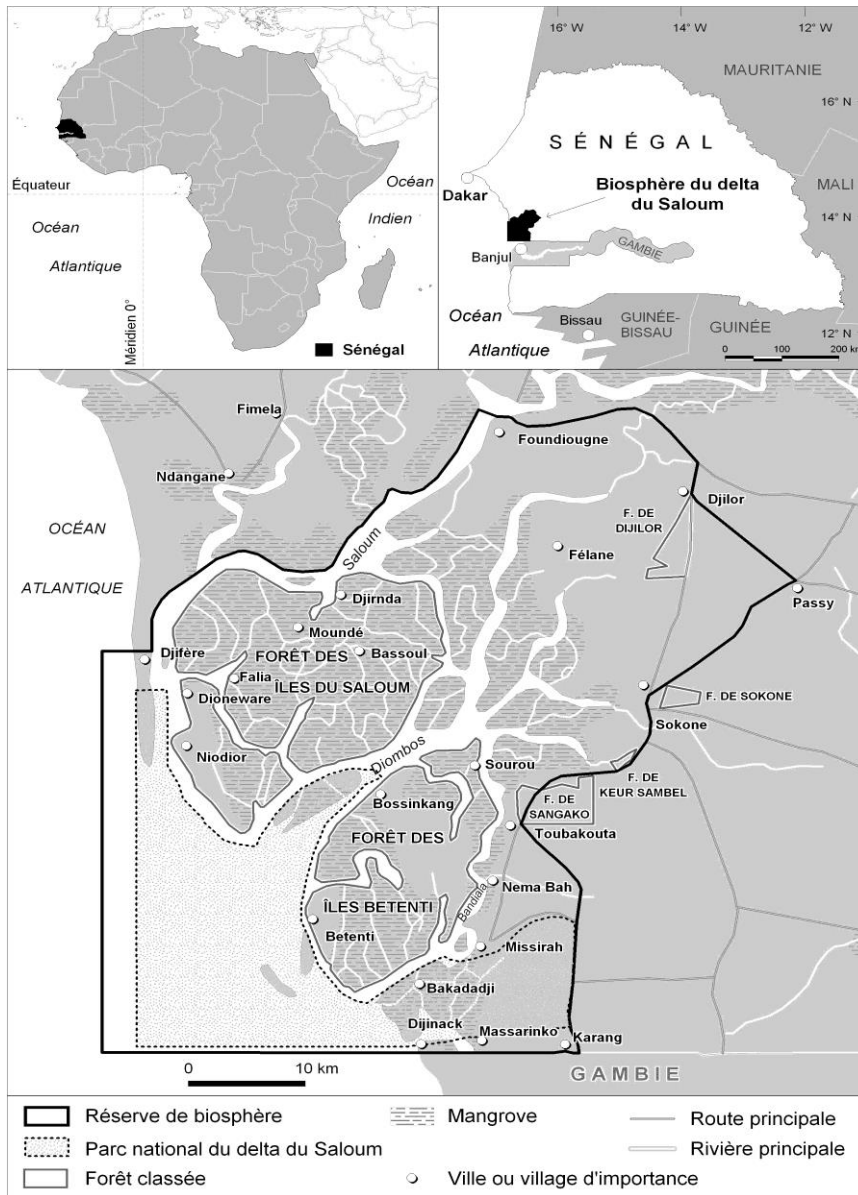 Équateur
Océan
Atlantique
Océan
Indien
Méridien 0°
Sénégal
16° W
14° W
MAURITANIE
16° N
SÉNÉGAL
Dakar
Biosphère du delta
du Saloum
MALI
14° N
Banjul
GAMBIE
Océan
Atlantique
Bissau
GUINÉE-
BISSAU
GUINÉE
12° N
0
100
200 km
Fimela
Foundiougne
Ndangane
Djilor
OCÉAN
ATLANTIQUE
Saloum
F. DE
DIJILOR
Félane
Passy
Djirnda
Moundé
Djifère
FORÊT DES
Bassoul
Falia
ÎLES DU SALOUM
Dioneware
F. DE SOKONE
Sokone
Niodior
Diombos
Sourou
F. DE
KEUR SAMBEL
Bossinkang
F. DE
SANGAKO
FORÊT DES
Toubakouta
Nema Bah
ÎLES BETENTI
Bandiala
Betenti
Missirah
Bakadadji
Dijinack
Massarinko
Karang
0
10 km
GAMBIE
Réserve de biosphère
Mangrove
Route principale
Parc national du delta du Saloum
Rivière principale
Forêt classée
Ville ou village d'importance